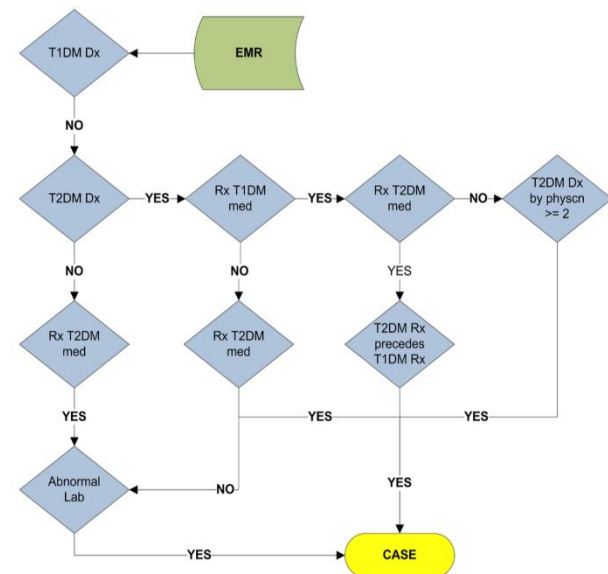 T1DM Dx
EMR
NO
T2DM Dx
YES
Rx T1DM
med
YES
Rx T2DM
med
NO
T2DM Dx
by physcn
>= 2
NO
NO
YES
Rx T2DM
med
Rx T2DM
med
T2DM Rx
precedes
T1DM Rx
YES
YES
YES
Abnormal
Lab
NO
YES
YES
CASE